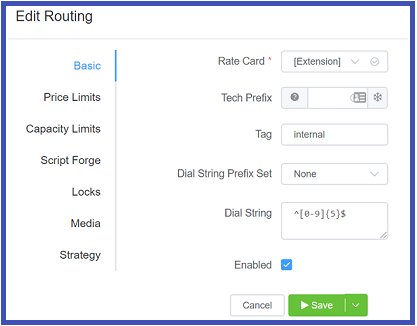 Edit Routing
Basic
Price Limits
Capacity Limits
Script Forge
Locks
Media
Strategy
Rate Card * [Extension]
Tech Prefix
Tag internal
Dial String Prefix Set None
Dial String ^[0-9]{5}$
Enabled
Cancel Save